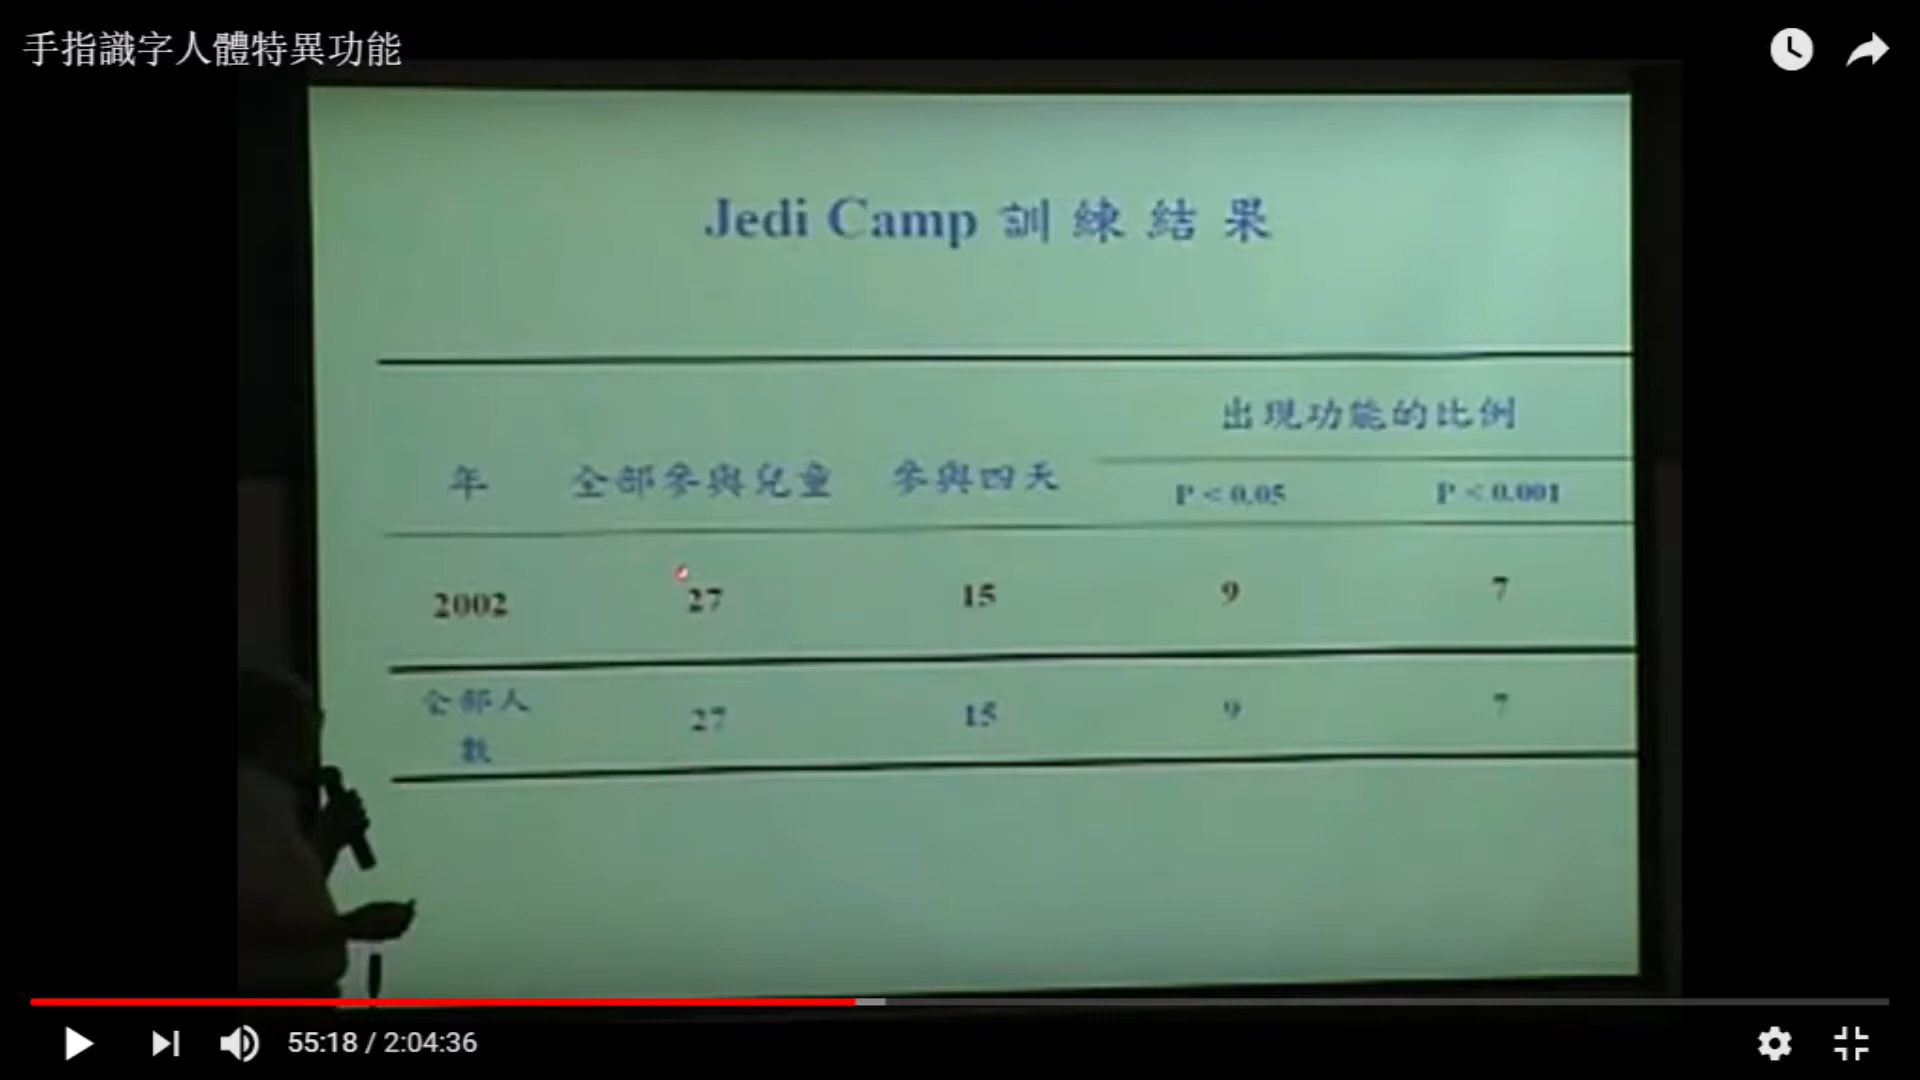 手指識字人體特異功能
Jedi Camp 訓練結果
出現功能的比例
年 全部參與兒童 參與四天 P < 0.05 P < 0.001
2002 27 15 9 7
全部人數 27 15 9 7
55:18 / 2:04:36